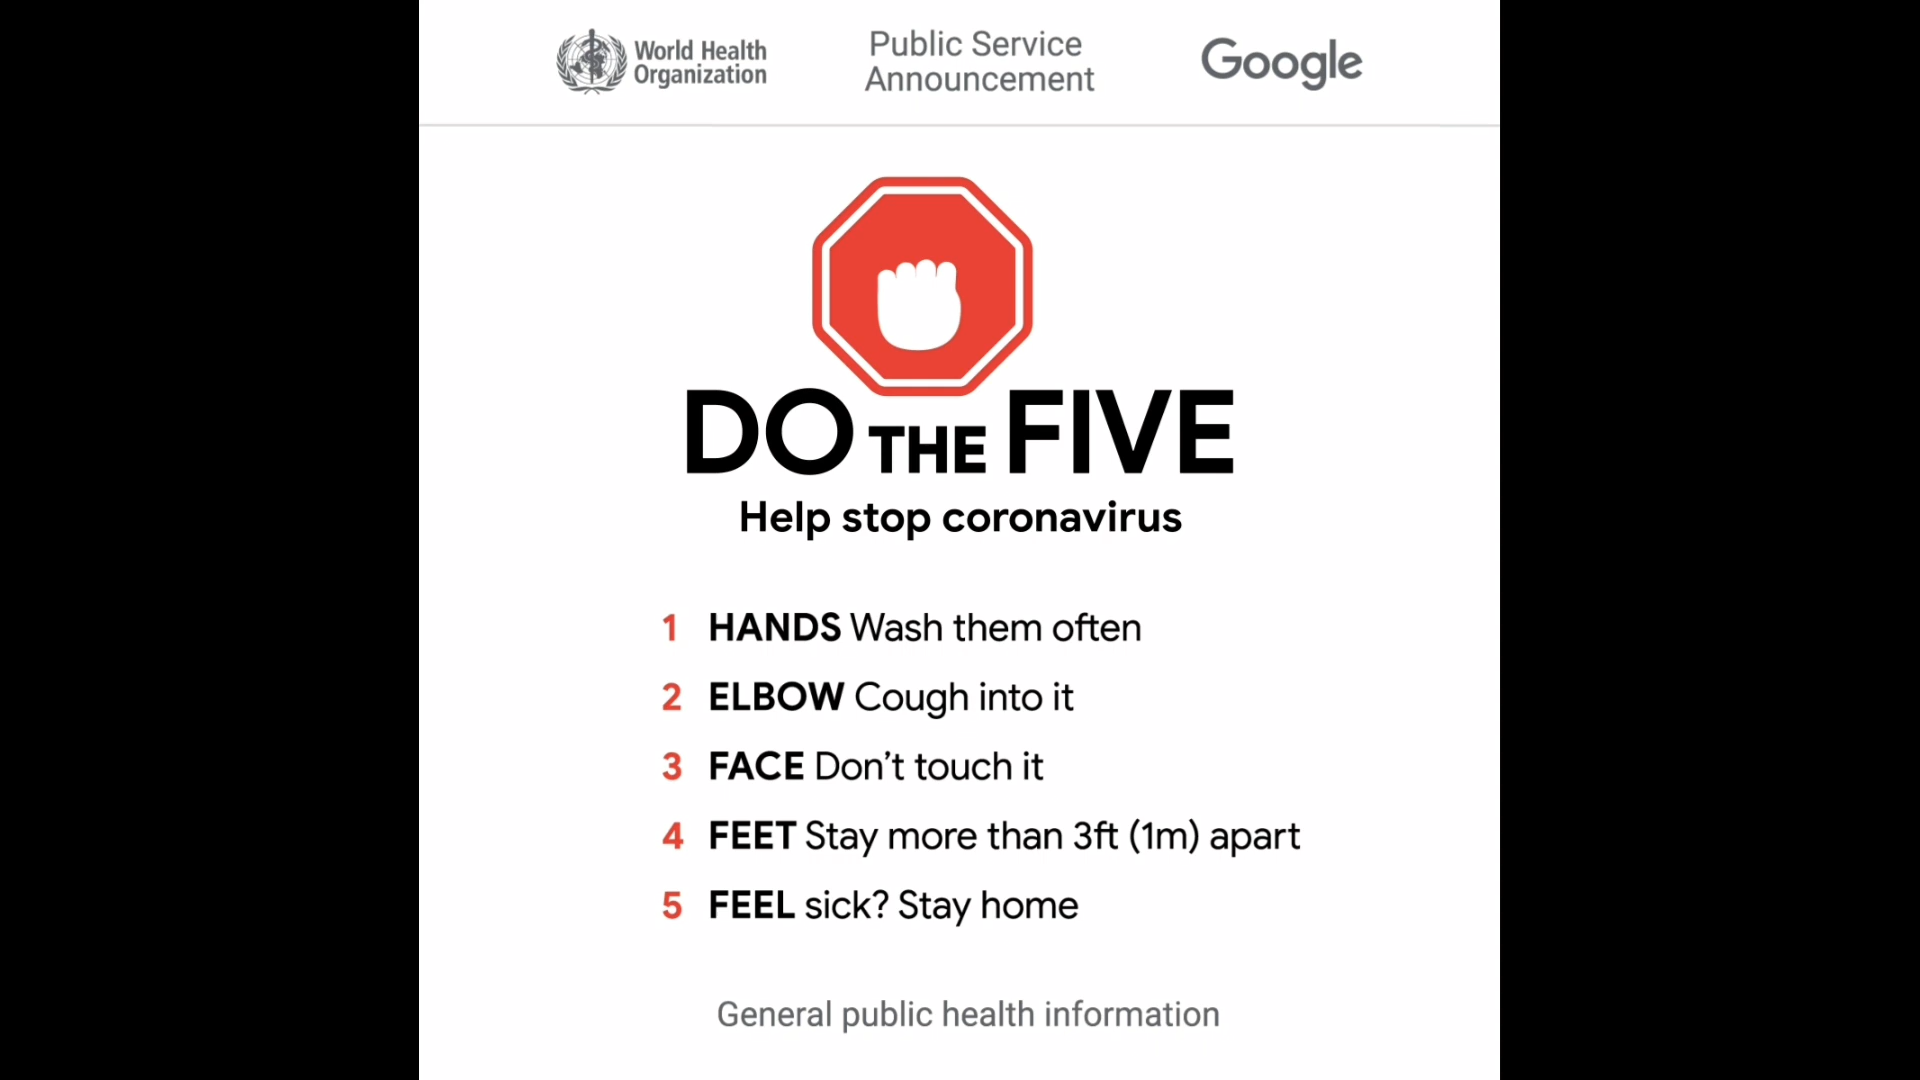 World Health
Organization
Public Service
Announcement
Google
DO THE FIVE
Help stop coronavirus
1 HANDS Wash them often
2 ELBOW Cough into it
3 FACE Don’t touch it
4 FEET Stay more than 3ft (1m) apart
5 FEEL sick? Stay home
General public health information